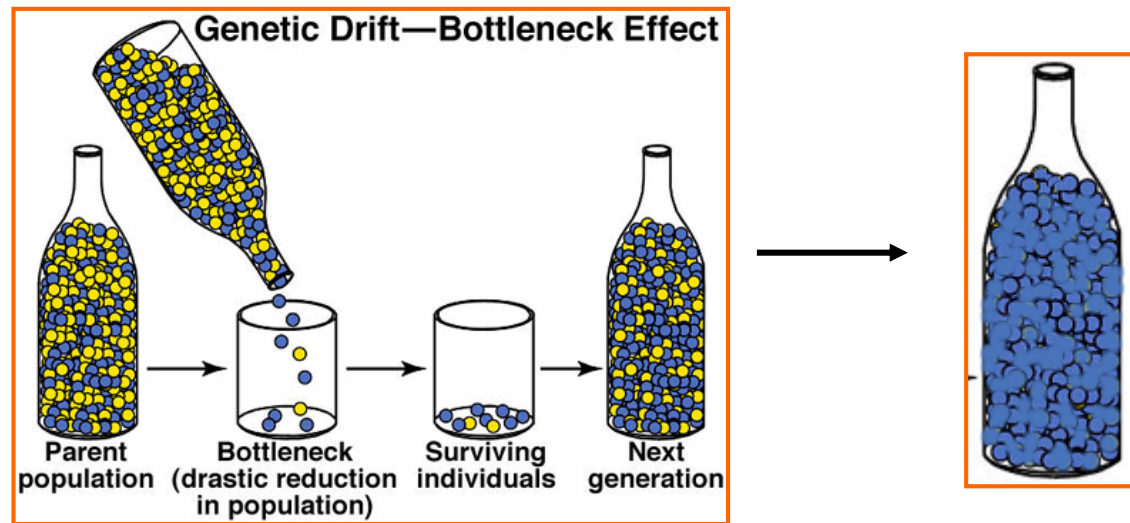 Genetic Drift—Bottleneck Effect
Parent
population
Bottleneck
(drastic reduction
in population)
Surviving
individuals
Next
generation